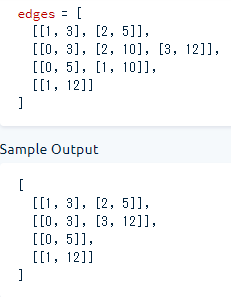 edges = [
  [[1, 3], [2, 5]],
  [[0, 3], [2, 10], [3, 12]],
  [[0, 5], [1, 10]],
  [[1, 12]]
]
Sample Output
[
  [[1, 3], [2, 5]],
  [[0, 3], [3, 12]],
  [[0, 5]],
  [[1, 12]]
]